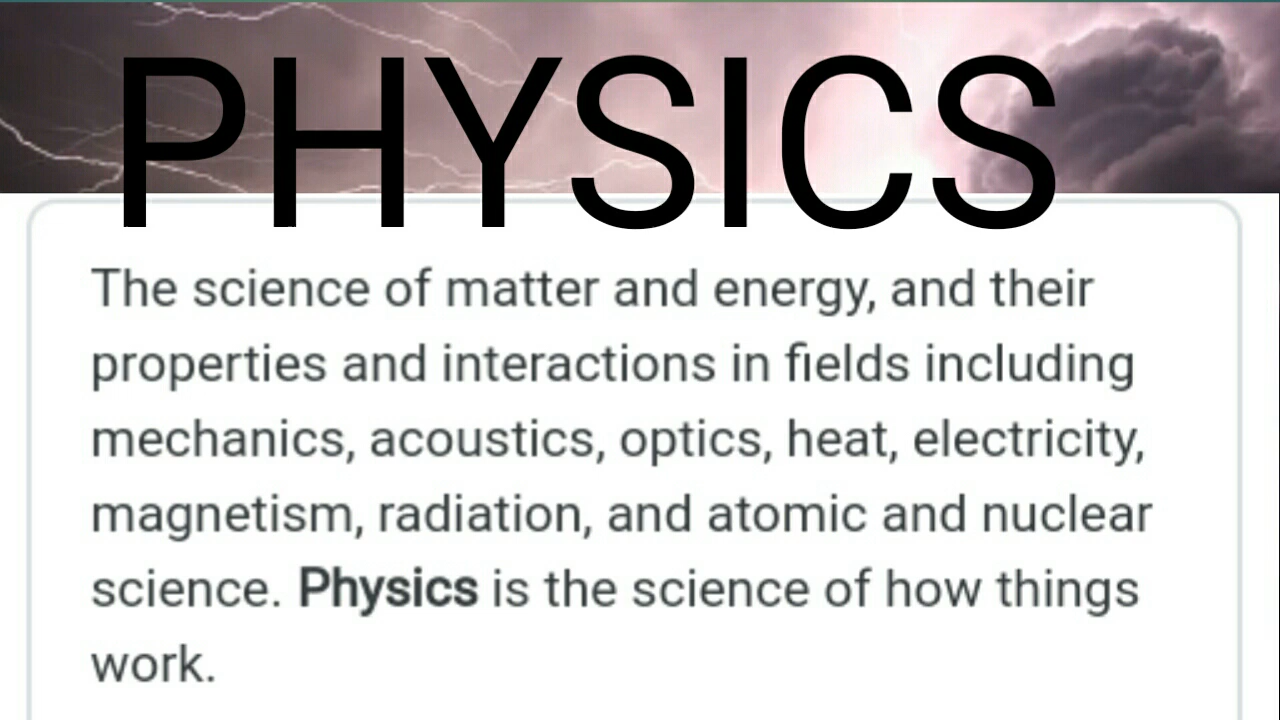 PHYSICS
The science of matter and energy, and their
properties and interactions in fields including
mechanics, acoustics, optics, heat, electricity,
magnetism, radiation, and atomic and nuclear
science. Physics is the science of how things
work.